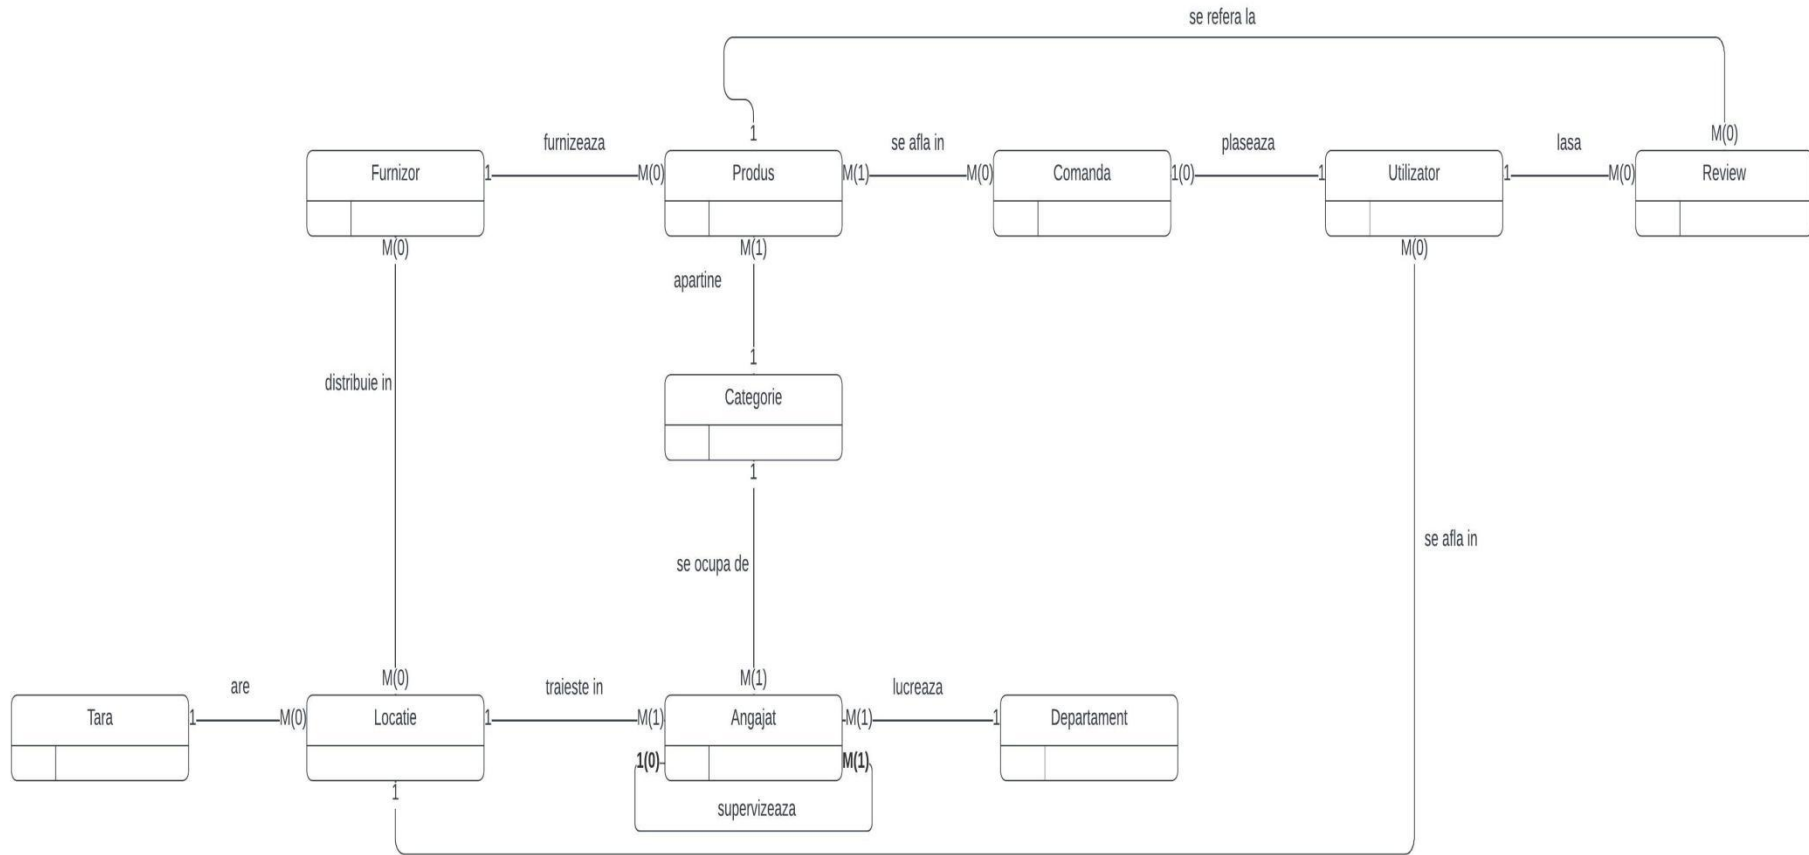 se refera la
1
M(0)
furnizeaza
se afla in
plaseaza
lasa
Furnizor
1
M(0)
Produs
M(1)
M(0)
Comanda
1(0)
1
Utilizator
1
M(0)
Review
M(0)
M(1)
M(0)
apartine
1
distribuie in
Categorie
1
se afla in
se ocupa de
M(0)
M(1)
are
traieste in
lucreaza
Tara
1
M(0)
Locatie
1
M(1)
Angajat
M(1)
1
Departament
1(0)
M(1)
1
supervizeaza